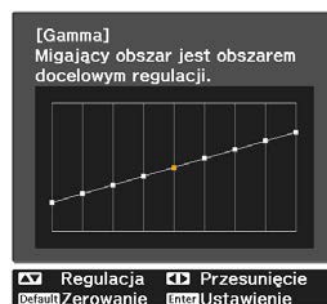 [Gamma]
Migający obszar jest obszarem
docelowym regulacji.
Regulacja Przesunięcie
Default Zerowanie Enter Ustawienie